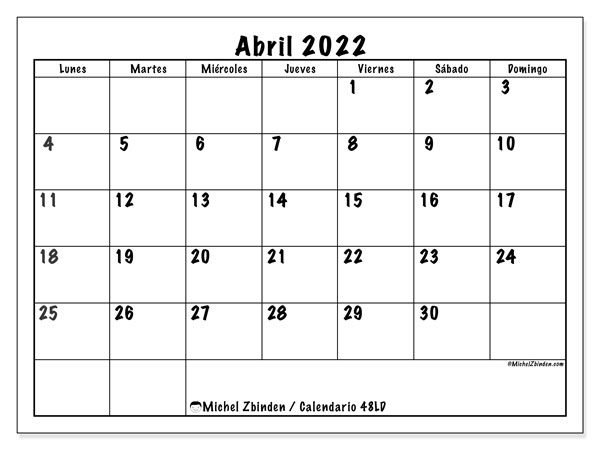 Abril 2022
Lunes Martes Miércoles Jueves Viernes Sábado Domingo
1 2 3
4 5 6 7 8 9 10
11 12 13 14 15 16 17
18 19 20 21 22 23 24
25 26 27 28 29 30
©MichelZbinden.com
Michel Zbinden / Calendario 48LD